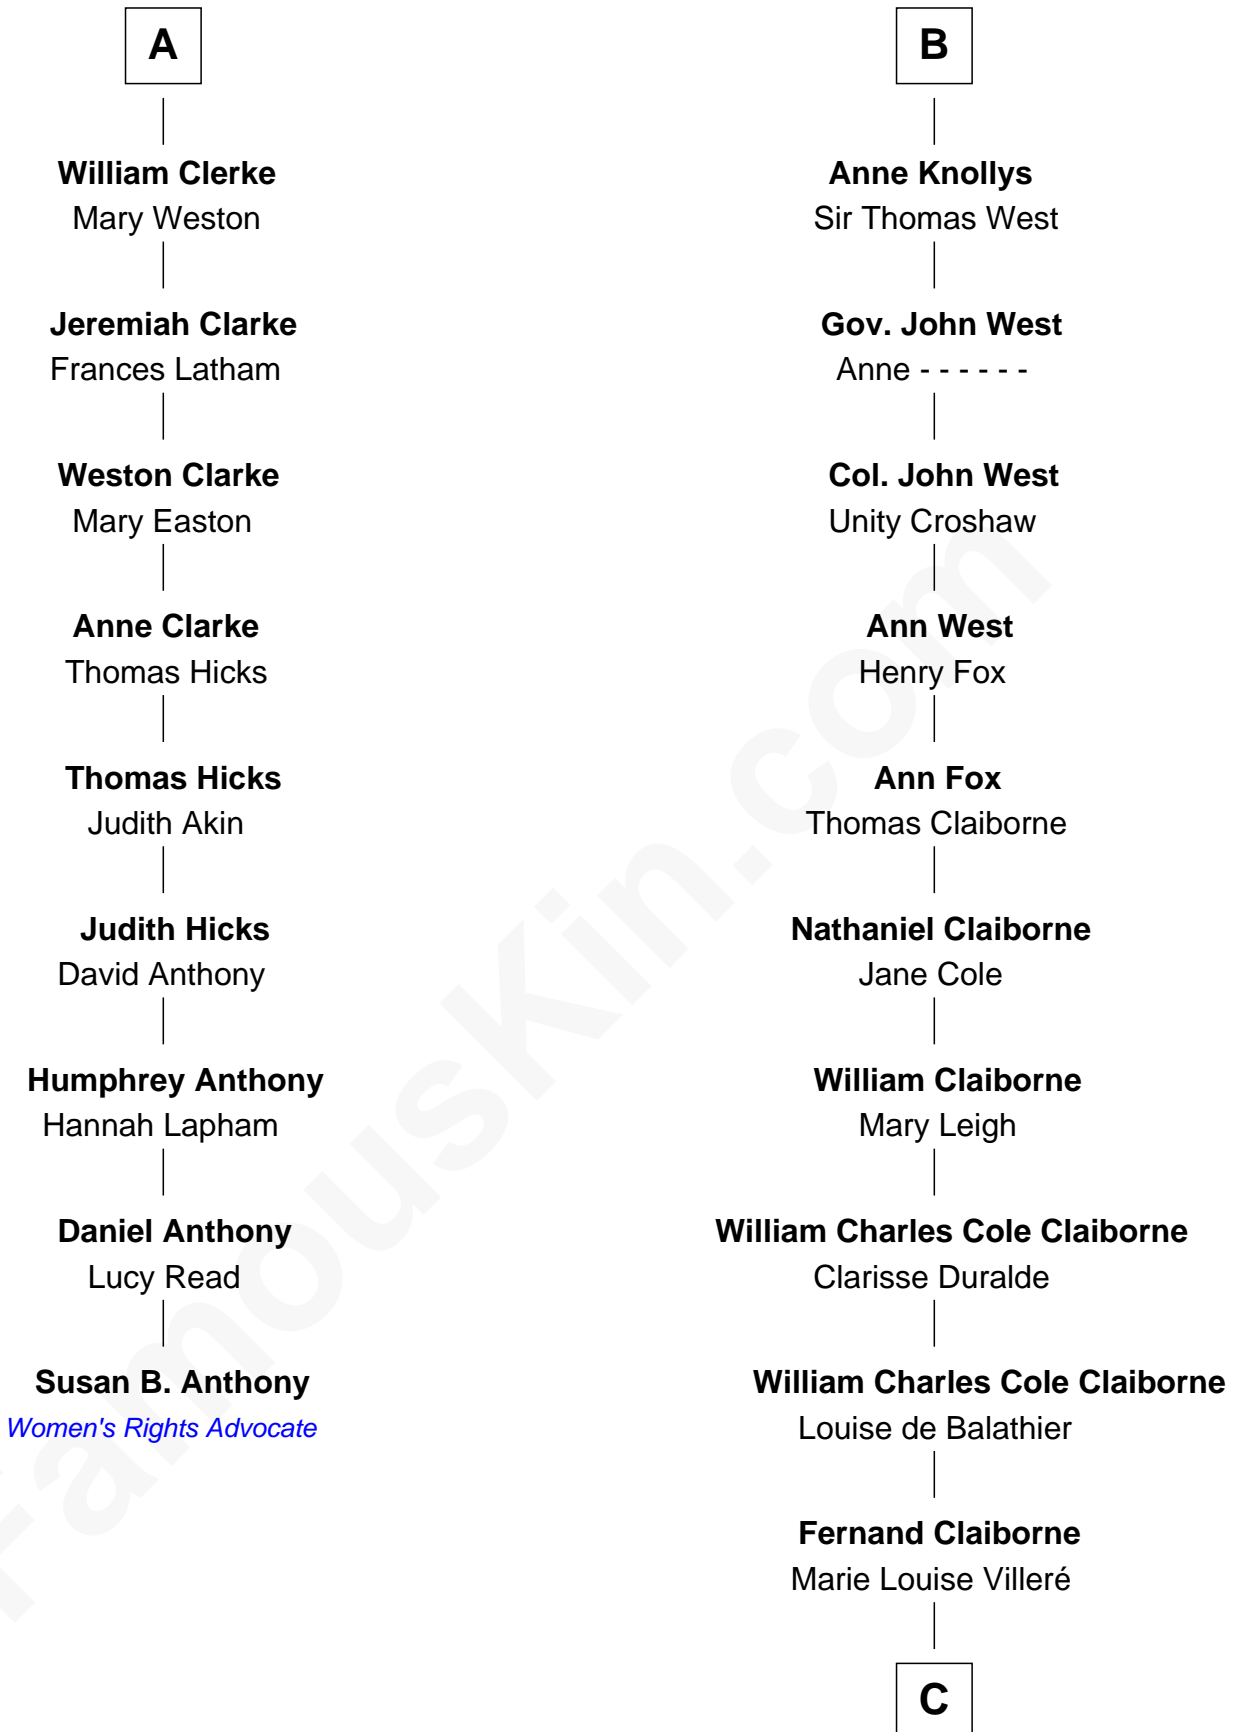 A
William Clerke
Mary Weston
Jeremiah Clarke
Frances Latham
Weston Clarke
Mary Easton
Anne Clarke
Thomas Hicks
Thomas Hicks
Judith Akin
Judith Hicks
David Anthony
Humphrey Anthony
Hannah Lapham
Daniel Anthony
Lucy Read
Susan B. Anthony
Women's Rights Advocate
B
Anne Knollys
Sir Thomas West
Gov. John West
Anne - - - - - -
Col. John West
Unity Croshaw
Ann West
Henry Fox
Ann Fox
Thomas Claiborne
Nathaniel Claiborne
Jane Cole
William Claiborne
Mary Leigh
William Charles Cole Claiborne
Clarisse Duralde
William Charles Cole Claiborne
Louise de Balathier
Fernand Claiborne
Marie Louise Villeré
C
FamousKin.com